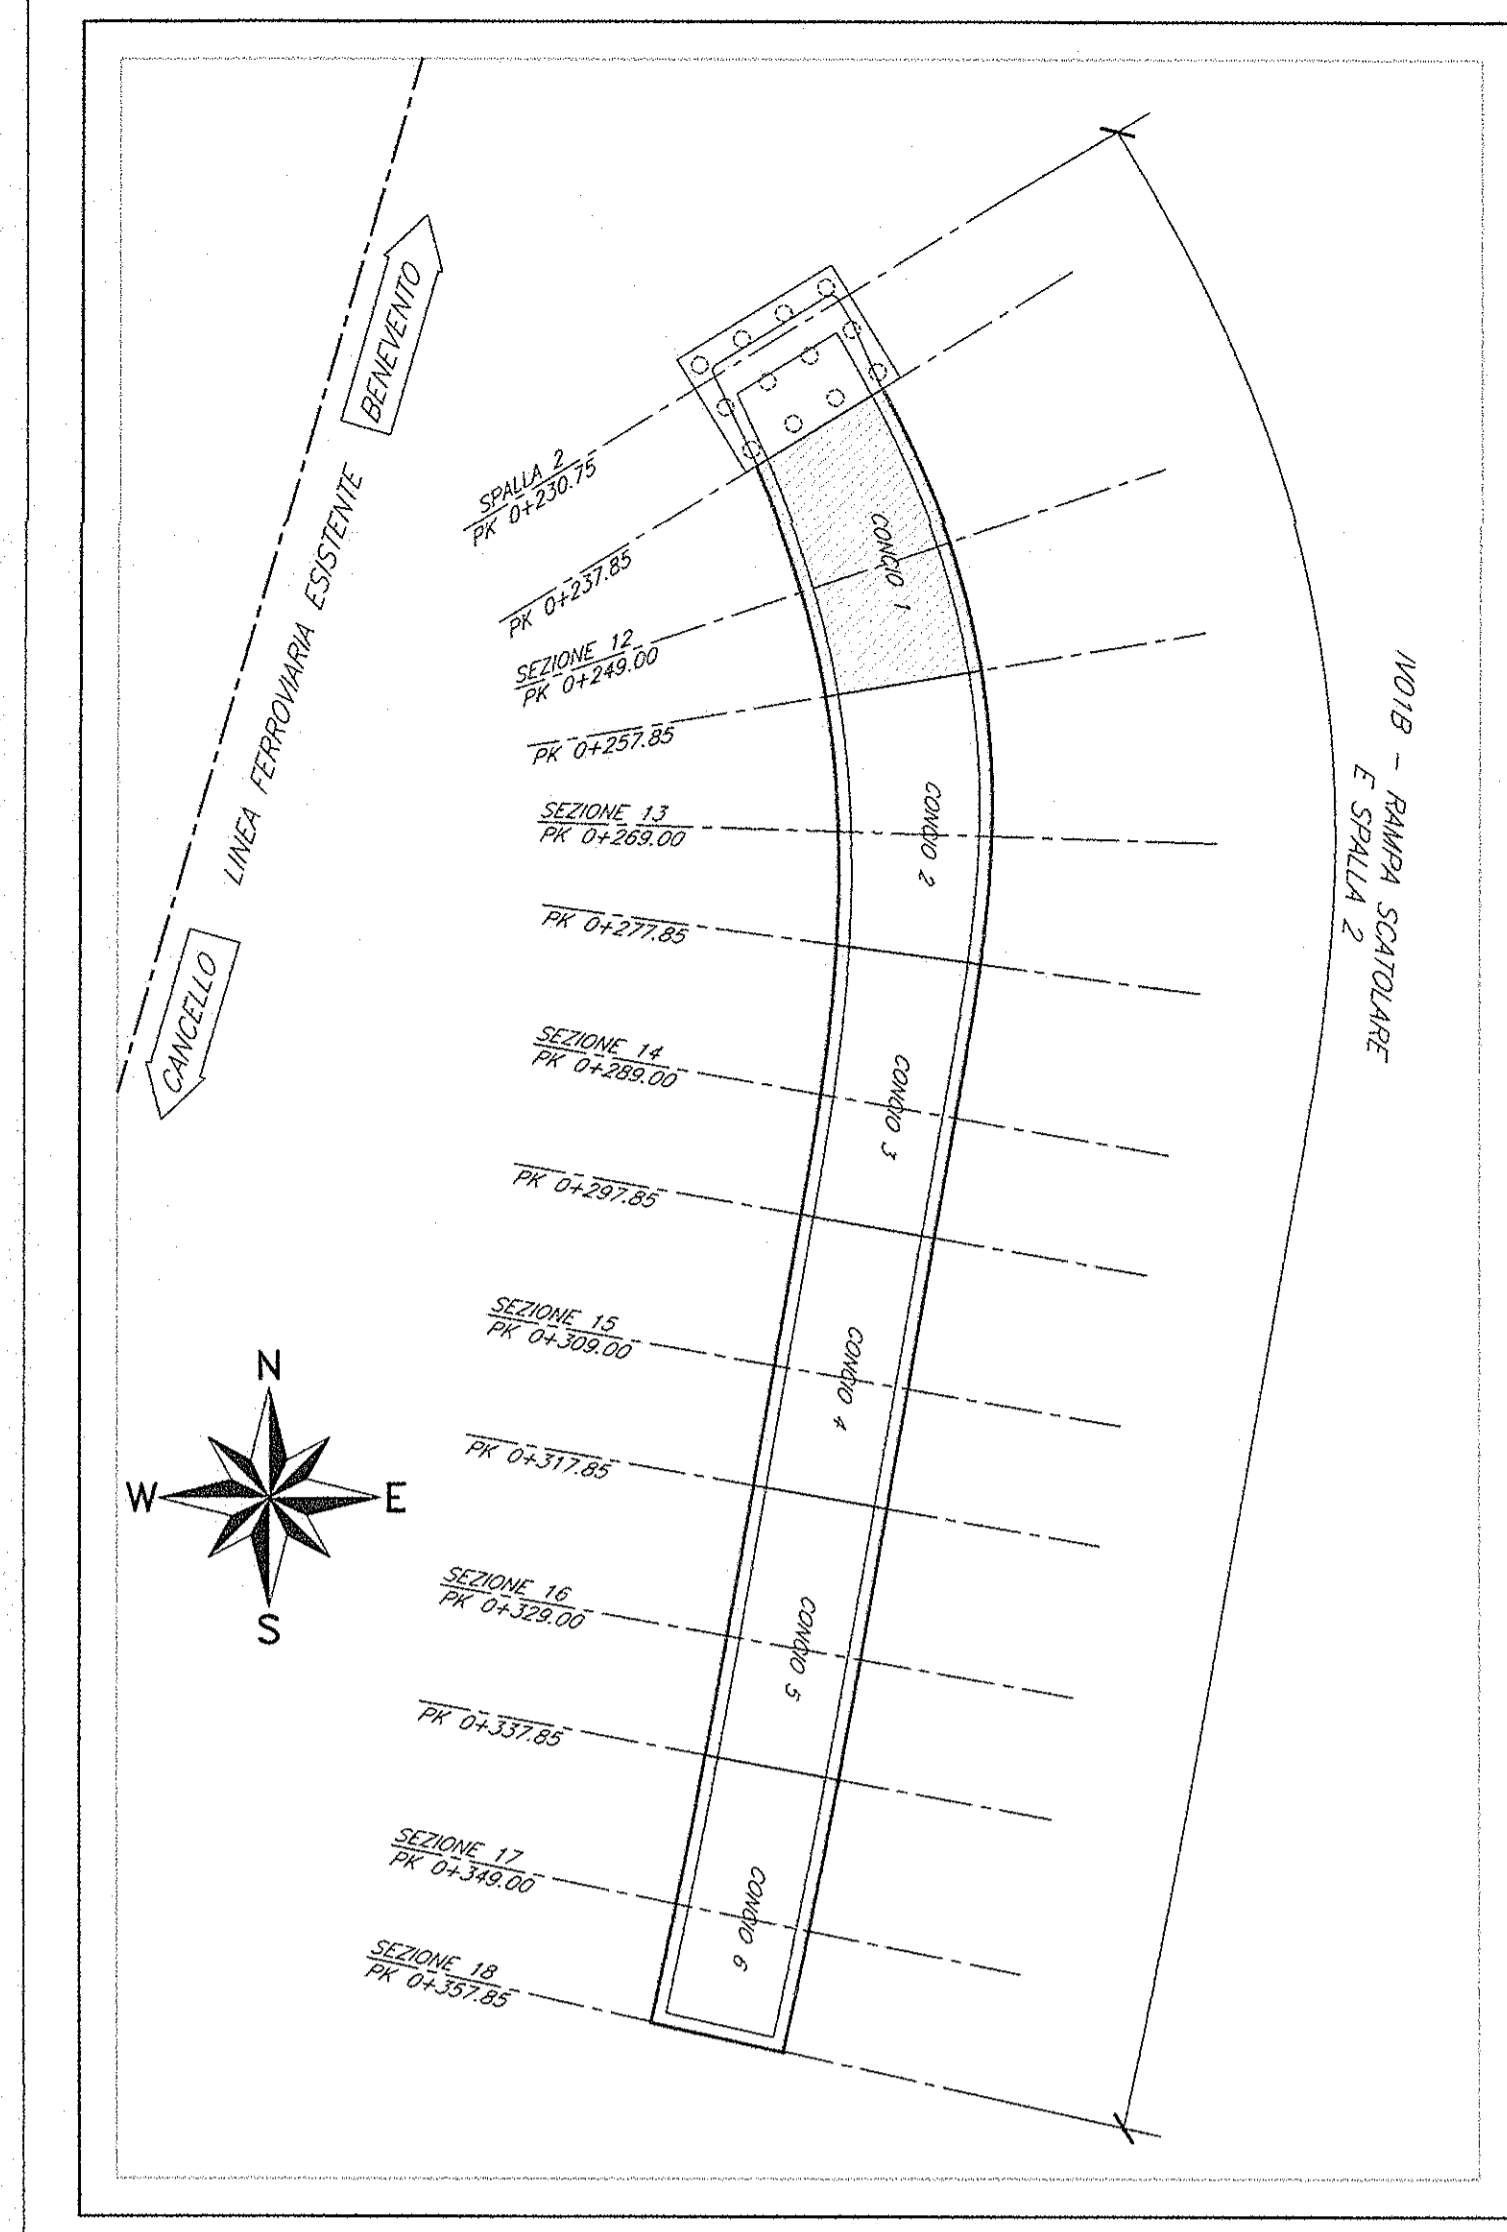 BENEVENTO
LINEA FERROVIARIA ESISTENTE
CANCELLO
SPALLA 2
PK 0+230.75
PK 0+237.85
SEZIONE 12
PK 0+249.00
PK 0+257.85
SEZIONE 13
PK 0+269.00
PK 0+277.85
SEZIONE 14
PK 0+289.00
PK 0+297.85
SEZIONE 15
PK 0+309.00
PK 0+317.85
SEZIONE 16
PK 0+329.00
PK 0+337.85
SEZIONE 17
PK 0+349.00
SEZIONE 18
PK 0+357.85
CONCIO 1
CONCIO 2
CONCIO 3
CONCIO 4
CONCIO 5
CONCIO 6
IV01B - RAMPA SCATOLARE
E SPALLA 2
N
W
E
S